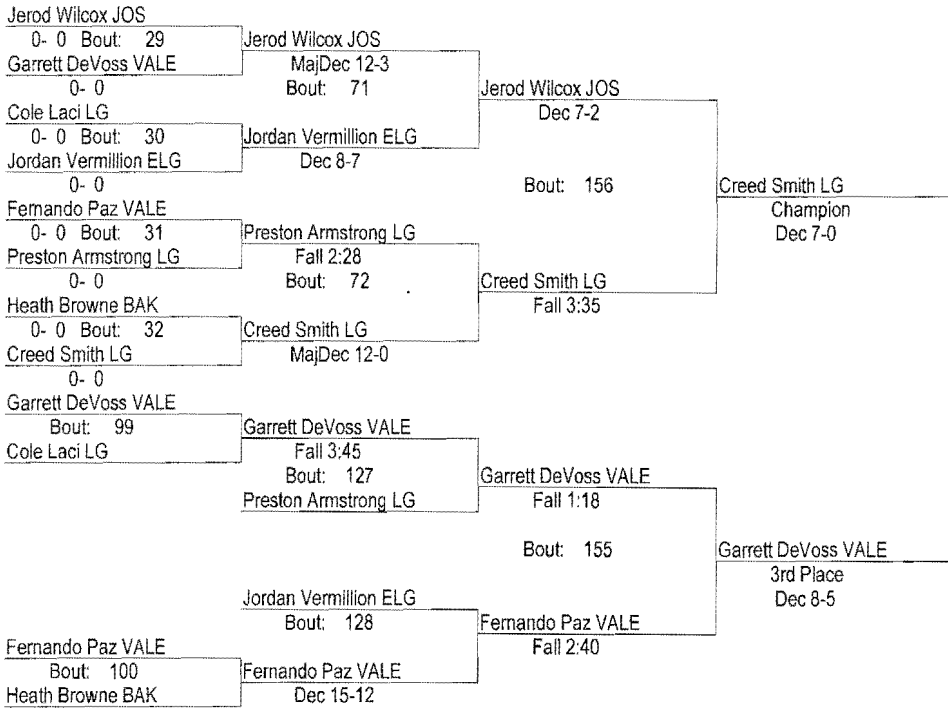 Jerod Wilcox JOS
0- 0 Bout: 29
Garrett DeVoss VALE
0- 0
Cole Laci LG
0- 0 Bout: 30
Jordan Vermillion ELG
0- 0
Fernando Paz VALE
0- 0 Bout: 31
Preston Armstrong LG
0- 0
Heath Browne BAK
0- 0 Bout: 32
Creed Smith LG
0- 0
Jerod Wilcox JOS
MajDec 12-3
Bout: 71
Jordan Vermillion ELG
Dec 8-7
Preston Armstrong LG
Fall 2:28
Bout: 72
Creed Smith LG
MajDec 12-0
Jerod Wilcox JOS
Dec 7-2
Bout: 156
Creed Smith LG
Fall 3:35
Creed Smith LG
Champion
Dec 7-0
Garrett DeVoss VALE
Bout: 99
Cole Laci LG
Garrett DeVoss VALE
Fall 3:45
Bout: 127
Preston Armstrong LG
Garrett DeVoss VALE
Fall 1:18
Bout: 155
Jordan Vermillion ELG
Bout: 128
Fernando Paz VALE
Bout: 100
Heath Browne BAK
Fernando Paz VALE
Dec 15-12
Fernando Paz VALE
Fall 2:40
Garrett DeVoss VALE
3rd Place
Dec 8-5